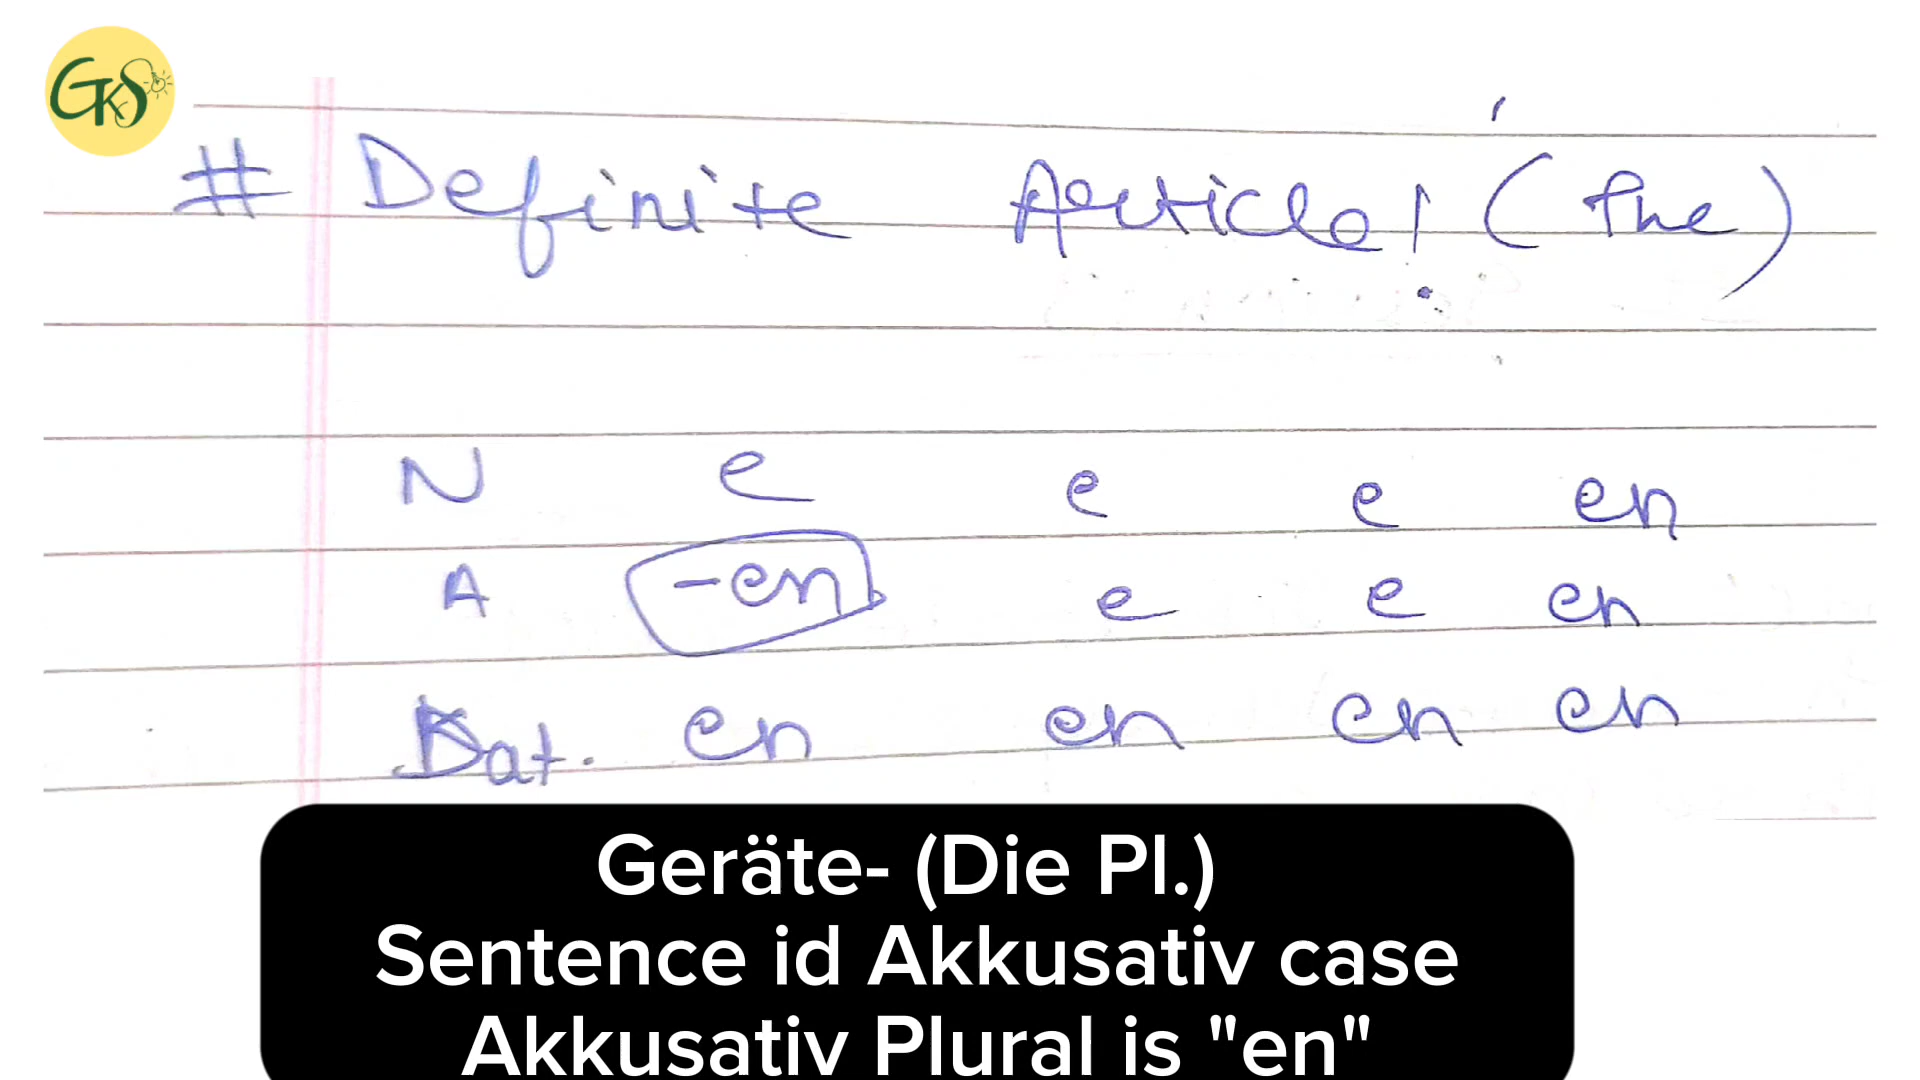 GKS
# Definite Article: (the)
N e e e en
A -en e e en
Dat. en en en en
Geräte- (Die Pl.)
Sentence id Akkusativ case
Akkusativ Plural is "en"